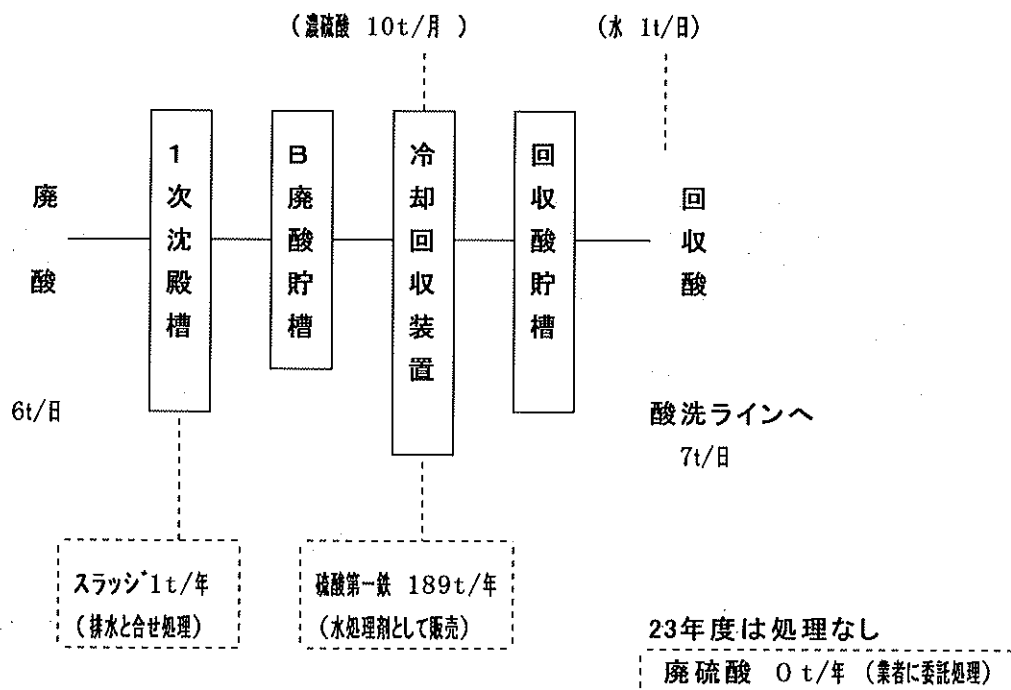 (濃硫酸 10t/月 )
(水 1t/日)
廃酸
1次沈殿槽
B廃酸貯槽
冷却回収装置
回収酸貯槽
回収酸
6t/日
酸洗ラインへ
7t/日
スラッジ1t/年
(排水と合せ処理)
硫酸第一鉄 189t/年
(水処理剤として販売)
23年度は処理なし
廃硫酸 0t/年 (業者に委託処理)